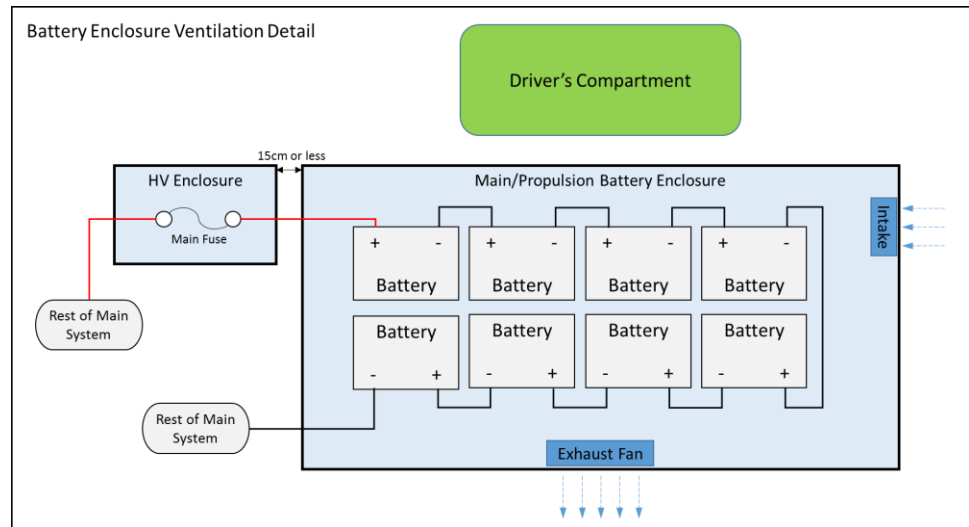 Battery Enclosure Ventilation Detail
Driver's Compartment
15cm or less
HV Enclosure
Main Fuse
Main/Propulsion Battery Enclosure
Intake
+ -
Battery
+ -
Battery
+ -
Battery
+ -
Battery
Battery
- +
Battery
- +
Battery
- +
Battery
- +
Rest of Main
System
Rest of Main
System
Exhaust Fan